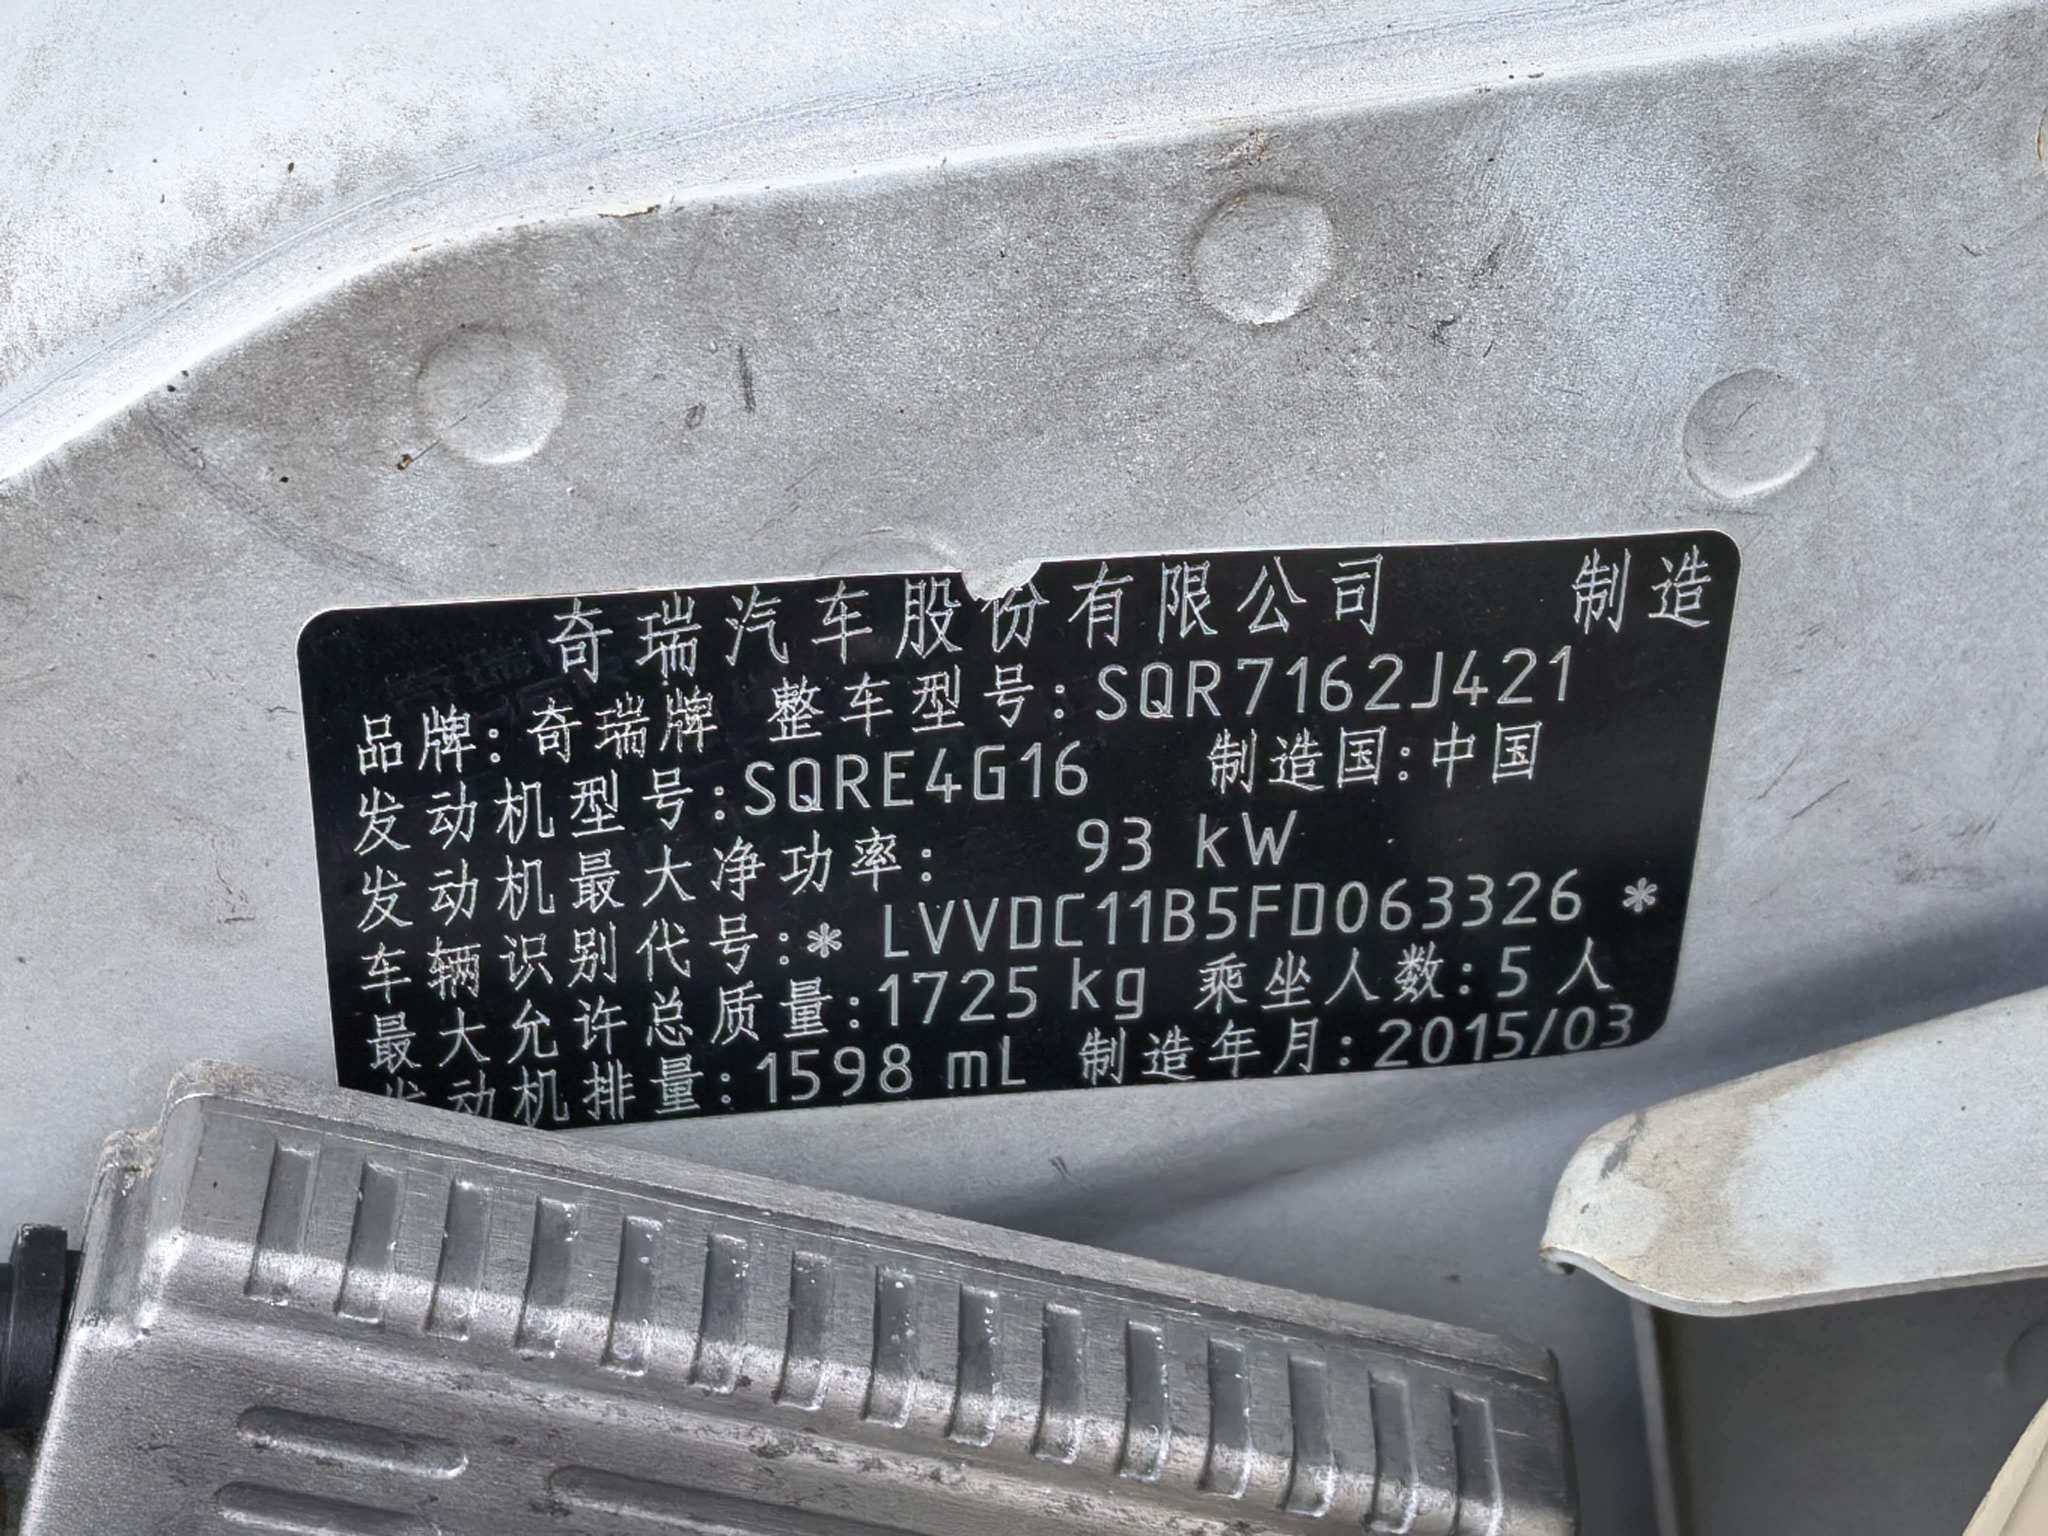 奇瑞汽车股份有限公司 制造
品牌:奇瑞牌 整车型号:SQR7162J421
发动机型号:SQRE4G16 制造国:中国
发动机最大净功率: 93 kW
车辆识别代号:* LVVDC11B5FD063326 *
最大允许总质量:1725 kg 乘坐人数:5 人
发动机排量:1598 mL 制造年月:2015/03